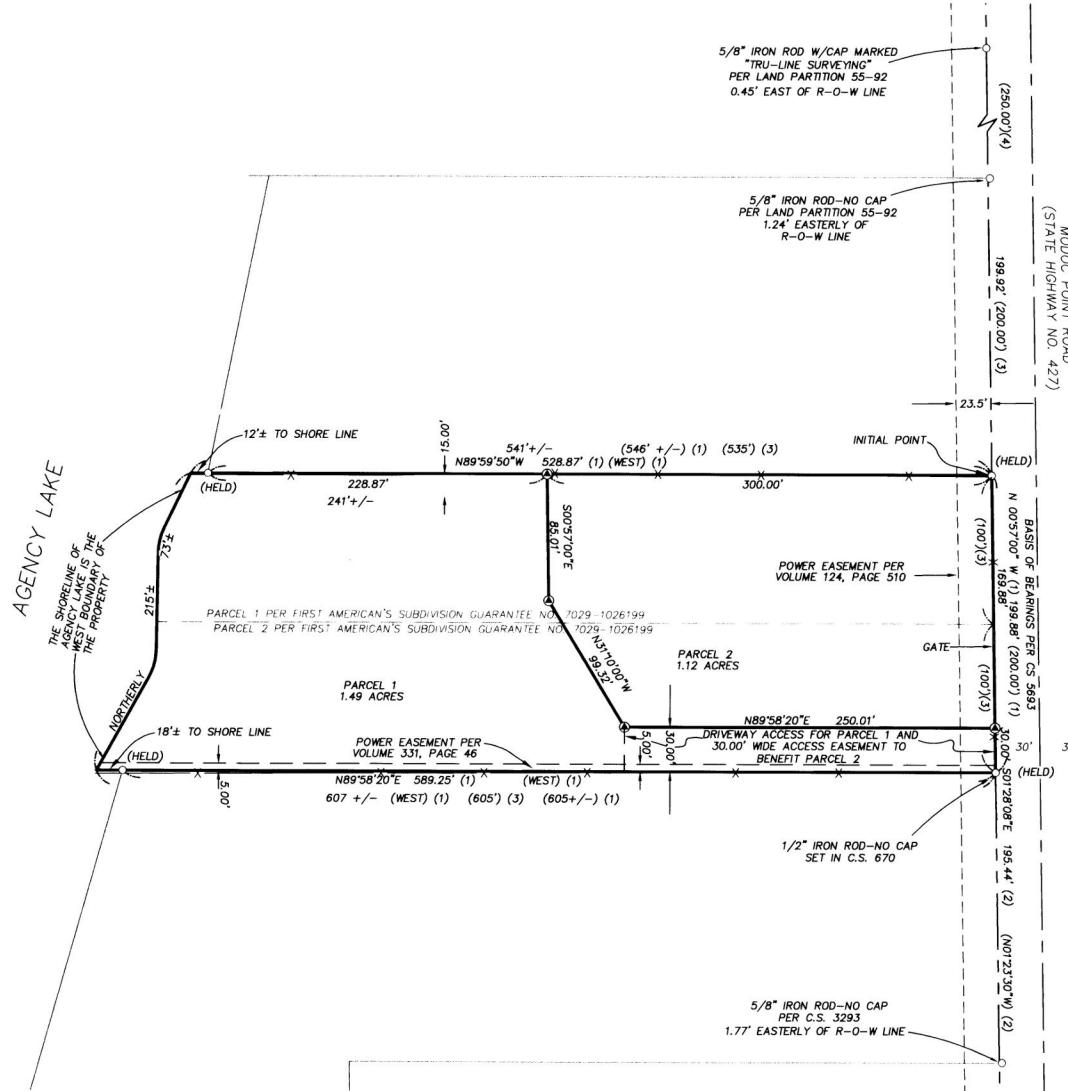 5/8" IRON ROD W/CAP MARKED
"TRU-LINE SURVEYING"
PER LAND PARTITION 55-92
0.45' EAST OF R-O-W LINE
(250.00')(4)
5/8" IRON ROD-NO CAP
PER LAND PARTITION 55-92
1.24' EASTERLY OF
R-O-W LINE
MODOC POINT ROAD
(STATE HIGHWAY NO. 427)
199.92' (200.00') (3)
23.5'
12'± TO SHORE LINE
15.00'
541'+/- (546' +/-) (1) (535') (3)
N89°59'50"W 528.87' (1) (WEST) (1)
INITIAL POINT
(HELD)
(HELD)
228.87'
241'+/-
300.00'
AGENCY LAKE
THE SHORELINE OF
AGENCY LAKE IS THE
WEST BOUNDARY OF
THE PROPERTY
73'±
215'±
NORTHERLY
S00°57'00"E
85.01'
POWER EASEMENT PER
VOLUME 124, PAGE 510
(100')(3)
169.88'
N 00°57'00" W (1) 199.88' (200.00') (1)
BASIS OF BEARINGS PER CS 5693
PARCEL 1 PER FIRST AMERICAN'S SUBDIVISION GUARANTEE NO. 7029-1026199
PARCEL 2 PER FIRST AMERICAN'S SUBDIVISION GUARANTEE NO. 7029-1026199
GATE
PARCEL 2
1.12 ACRES
N31°10'00"W
99.32'
PARCEL 1
1.49 ACRES
(100')(3)
N89°58'20"E 250.01'
DRIVEWAY ACCESS FOR PARCEL 1 AND
30.00' WIDE ACCESS EASEMENT TO
BENEFIT PARCEL 2
18'± TO SHORE LINE
POWER EASEMENT PER
VOLUME 331, PAGE 46
5.00'
30.00'
30.00'
30'
3
(HELD)
(HELD)
N89°58'20"E 589.25' (1) (WEST) (1)
607 +/- (WEST) (1) (605') (3) (605+/-) (1)
5.00'
S01°28'08"E 195.44' (2)
(N01°23'30"W) (2)
1/2" IRON ROD-NO CAP
SET IN C.S. 670
5/8" IRON ROD-NO CAP
PER C.S. 3293
1.77' EASTERLY OF R-O-W LINE